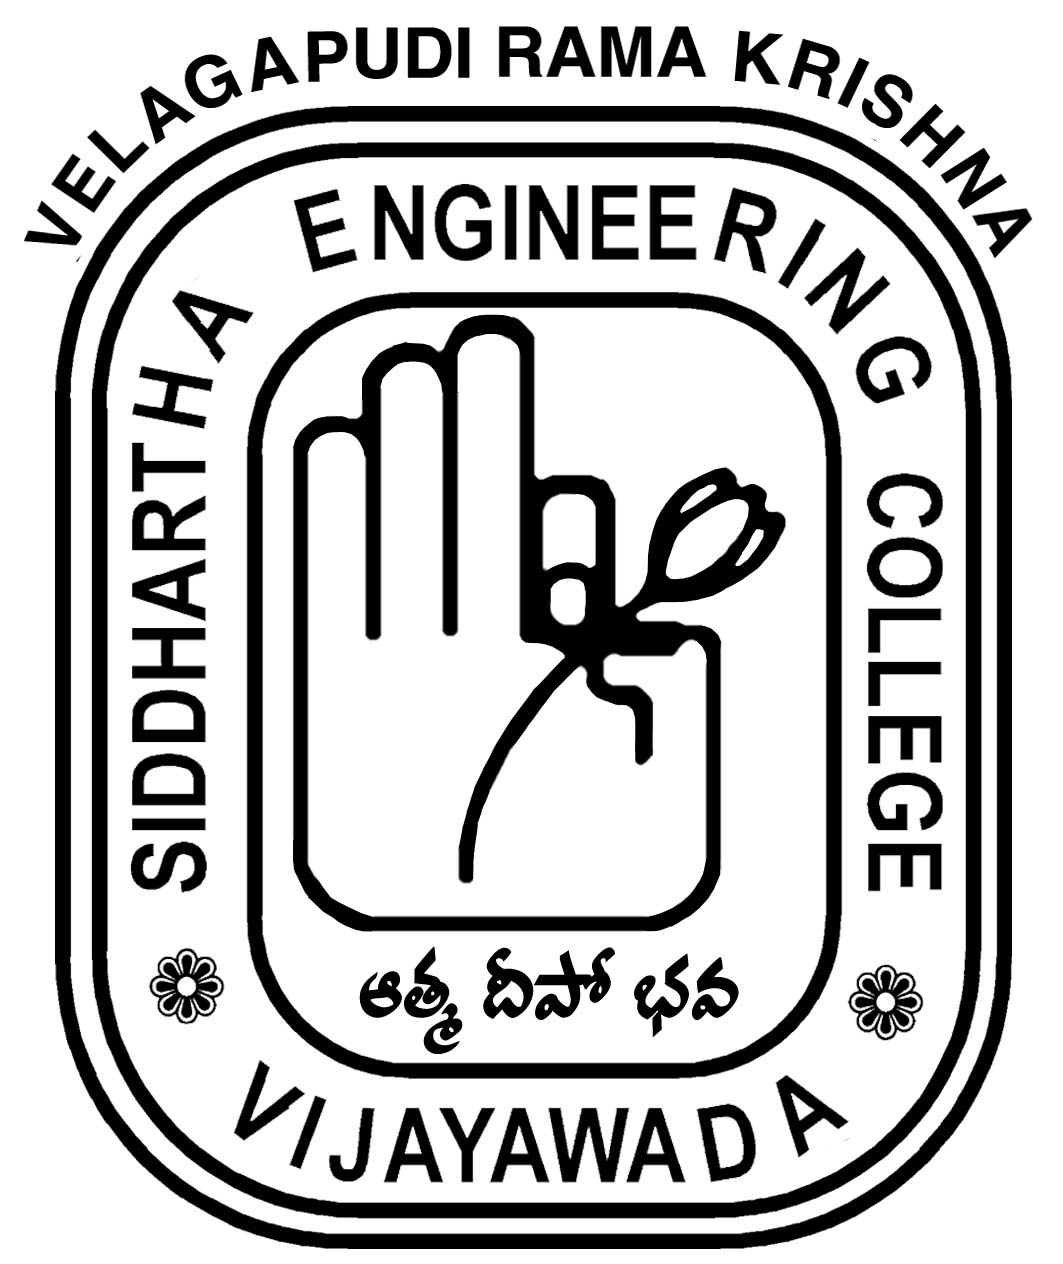 VELAGAPUDI RAMA KRISHNA
SIDDHARTHA ENGINEERING COLLEGE
ఆత్మ దీపో భవ
VIJAYAWADA